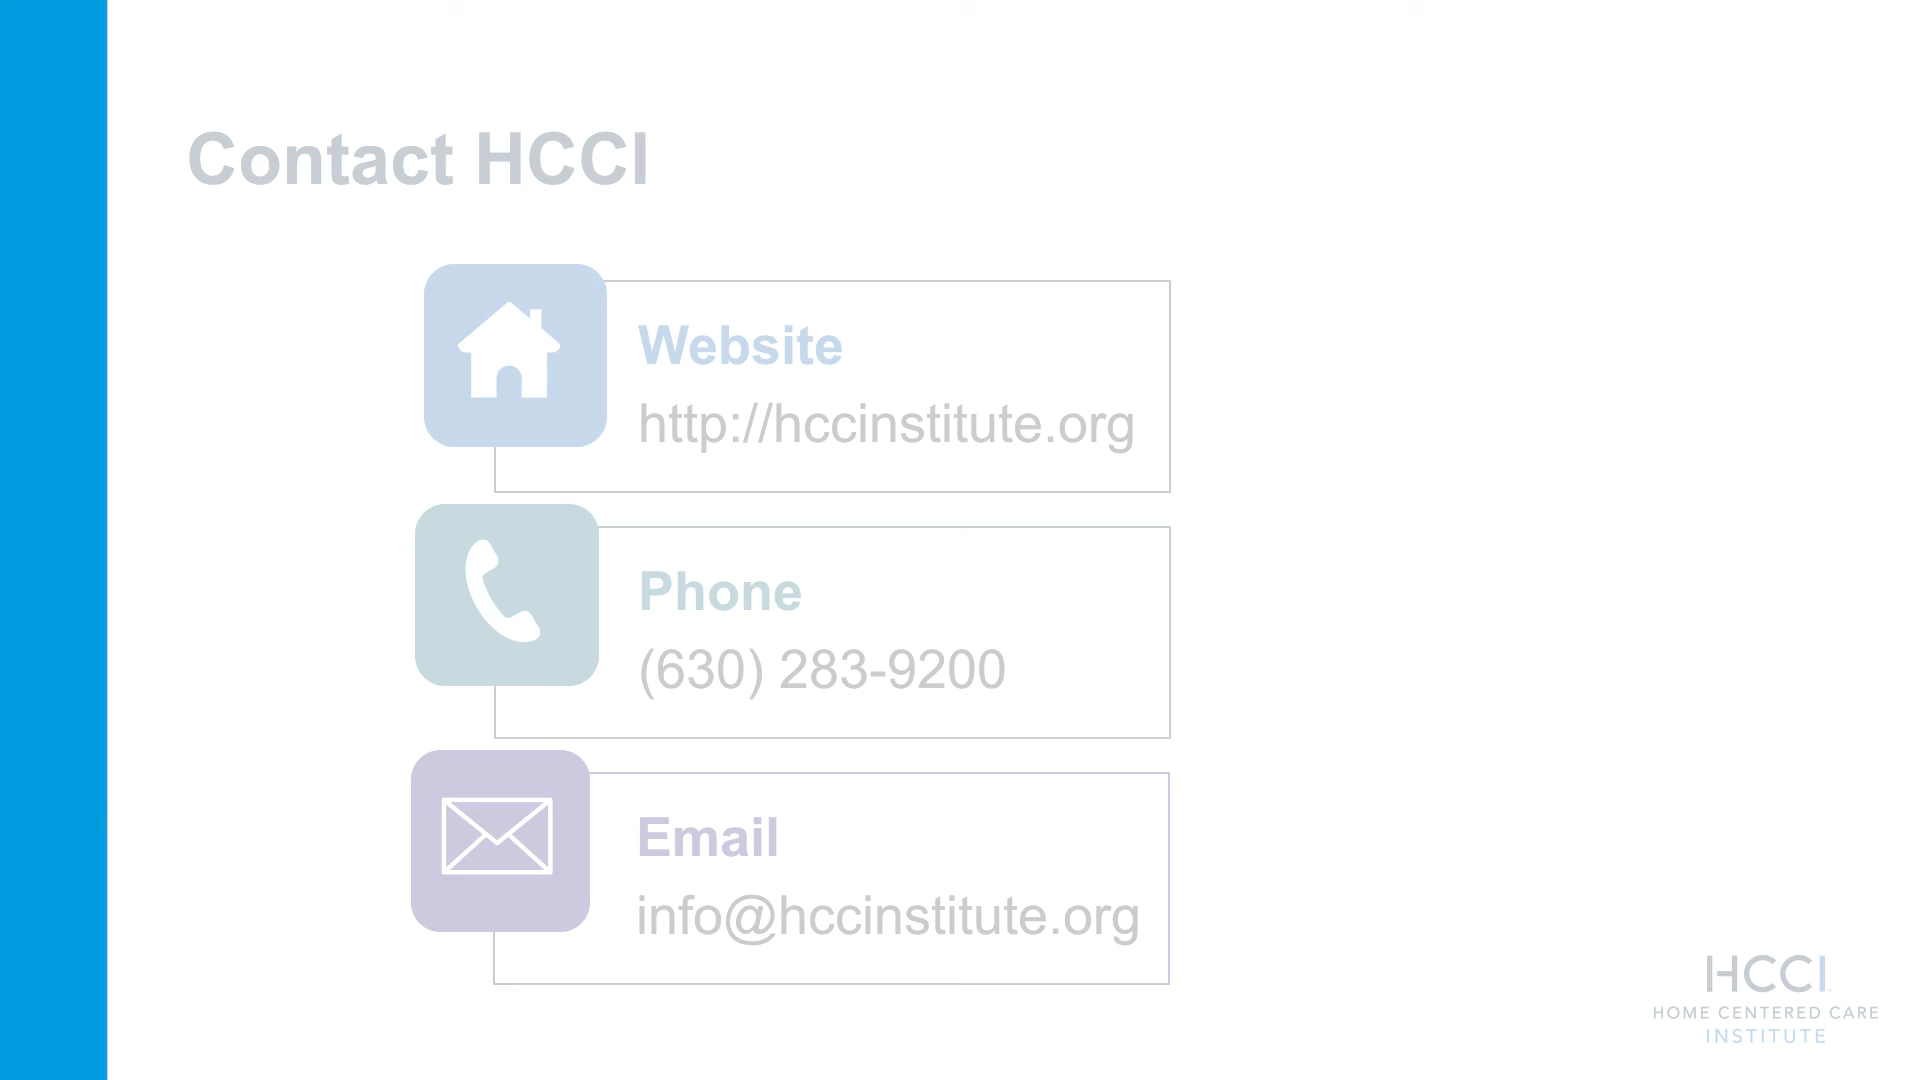 Contact HCCI
Website
http://hccinstitute.org
Phone
(630) 283-9200
Email
info@hccinstitute.org
HCCI
HOME CENTERED CARE
INSTITUTE